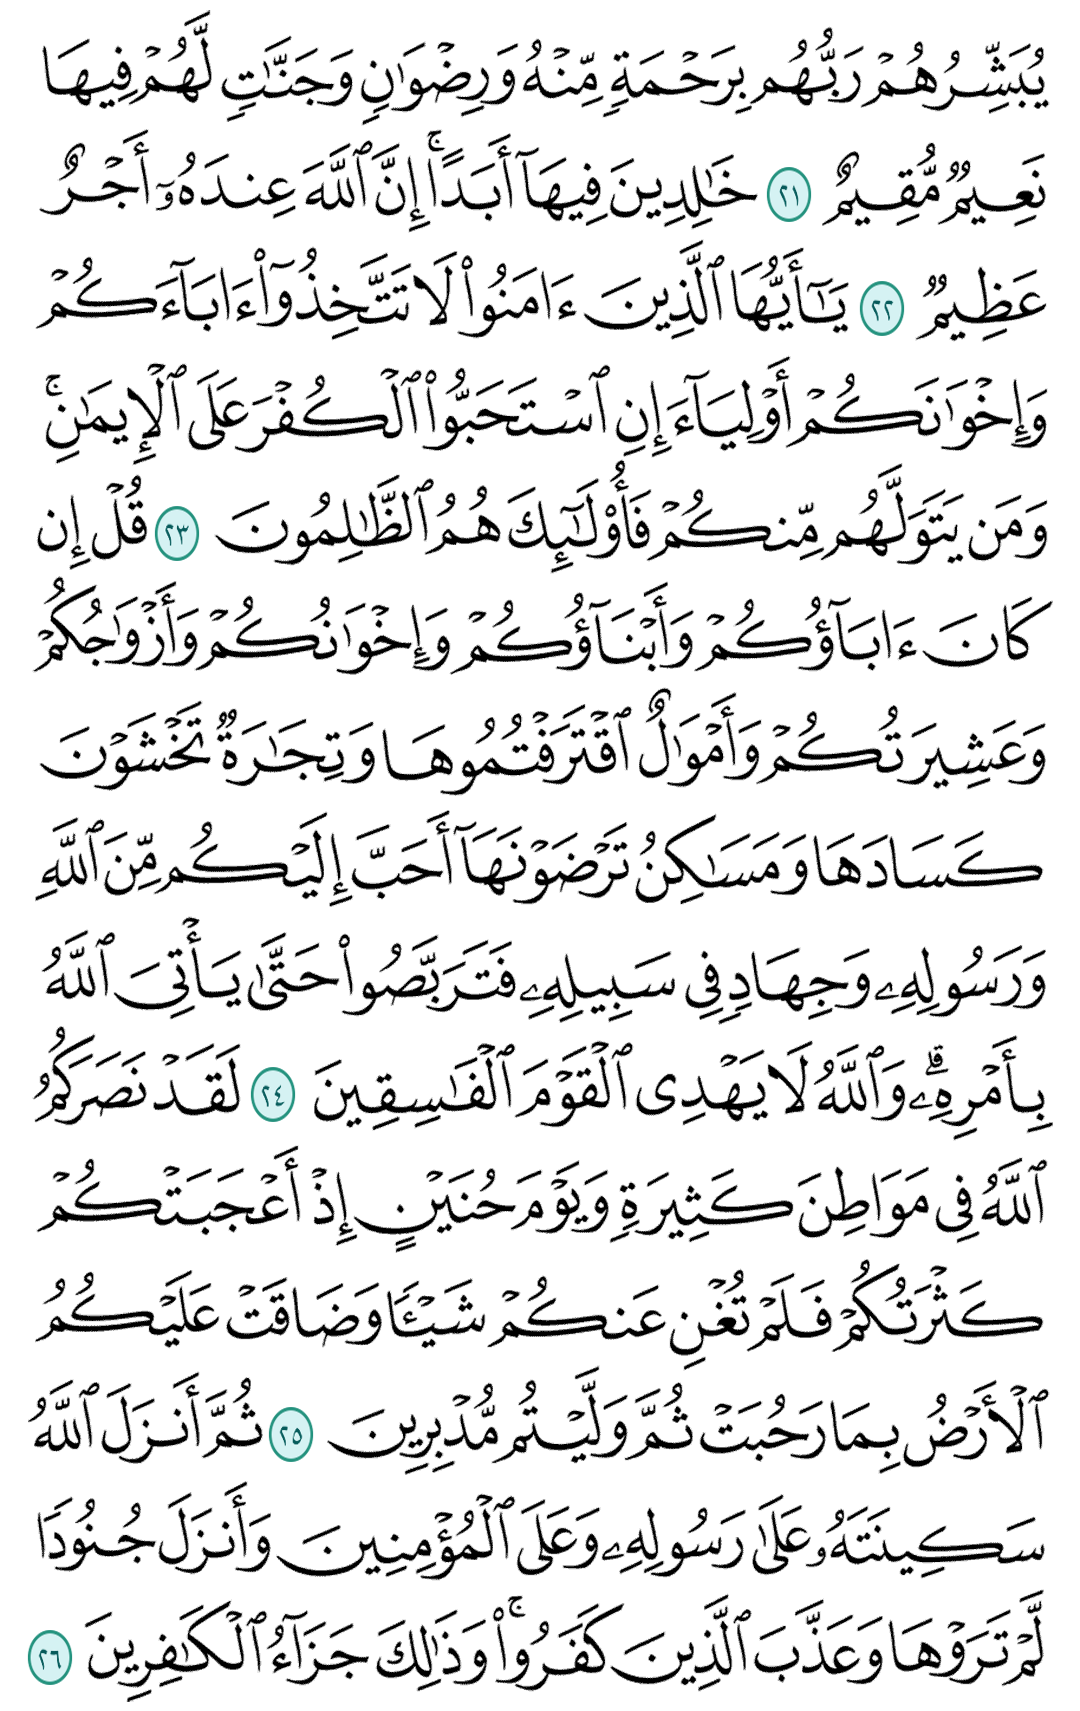 يُبَشِّرُهُمْ رَبُّهُم بِرَحْمَةٍ مِّنْهُ وَرِضْوَٰنٍ وَجَنَّـٰتٍ لَّهُمْ فِيهَا
نَعِيمٌ مُّقِيمٌ ٢١ خَـٰلِدِينَ فِيهَآ أَبَدًا ۚ إِنَّ ٱللَّهَ عِندَهُۥٓ أَجْرٌ
عَظِيمٌ ٢٢ يَـٰٓأَيُّهَا ٱلَّذِينَ ءَامَنُوا۟ لَا تَتَّخِذُوٓا۟ ءَابَآءَكُمْ
وَإِخْوَٰنَكُمْ أَوْلِيَآءَ إِنِ ٱسْتَحَبُّوا۟ ٱلْكُفْرَ عَلَى ٱلْإِيمَـٰنِ ۚ
وَمَن يَتَوَلَّهُم مِّنكُمْ فَأُو۟لَـٰٓئِكَ هُمُ ٱلظَّـٰلِمُونَ ٢٣ قُلْ إِن
كَانَ ءَابَآؤُكُمْ وَأَبْنَآؤُكُمْ وَإِخْوَٰنُكُمْ وَأَزْوَٰجُكُمْ
وَعَشِيرَتُكُمْ وَأَمْوَٰلٌ ٱقْتَرَفْتُمُوهَا وَتِجَـٰرَةٌ تَخْشَوْنَ
كَسَادَهَا وَمَسَـٰكِنُ تَرْضَوْنَهَآ أَحَبَّ إِلَيْكُم مِّنَ ٱللَّهِ
وَرَسُولِهِۦ وَجِهَادٍ فِى سَبِيلِهِۦ فَتَرَبَّصُوا۟ حَتَّىٰ يَأْتِىَ ٱللَّهُ
بِأَمْرِهِۦ ۗ وَٱللَّهُ لَا يَهْدِى ٱلْقَوْمَ ٱلْفَـٰسِقِينَ ٢٤ لَقَدْ نَصَرَكُمُ
ٱللَّهُ فِى مَوَاطِنَ كَثِيرَةٍ وَيَوْمَ حُنَيْنٍ إِذْ أَعْجَبَتْكُمْ
كَثْرَتُكُمْ فَلَمْ تُغْنِ عَنكُمْ شَيْـًٔا وَضَاقَتْ عَلَيْكُمُ
ٱلْأَرْضُ بِمَا رَحُبَتْ ثُمَّ وَلَّيْتُم مُّدْبِرِينَ ٢٥ ثُمَّ أَنزَلَ ٱللَّهُ
سَكِينَتَهُۥ عَلَىٰ رَسُولِهِۦ وَعَلَى ٱلْمُؤْمِنِينَ وَأَنزَلَ جُنُودًا
لَّمْ تَرَوْهَا وَعَذَّبَ ٱلَّذِينَ كَفَرُوا۟ ۚ وَذَٰلِكَ جَزَآءُ ٱلْكَـٰفِرِينَ ٢٦